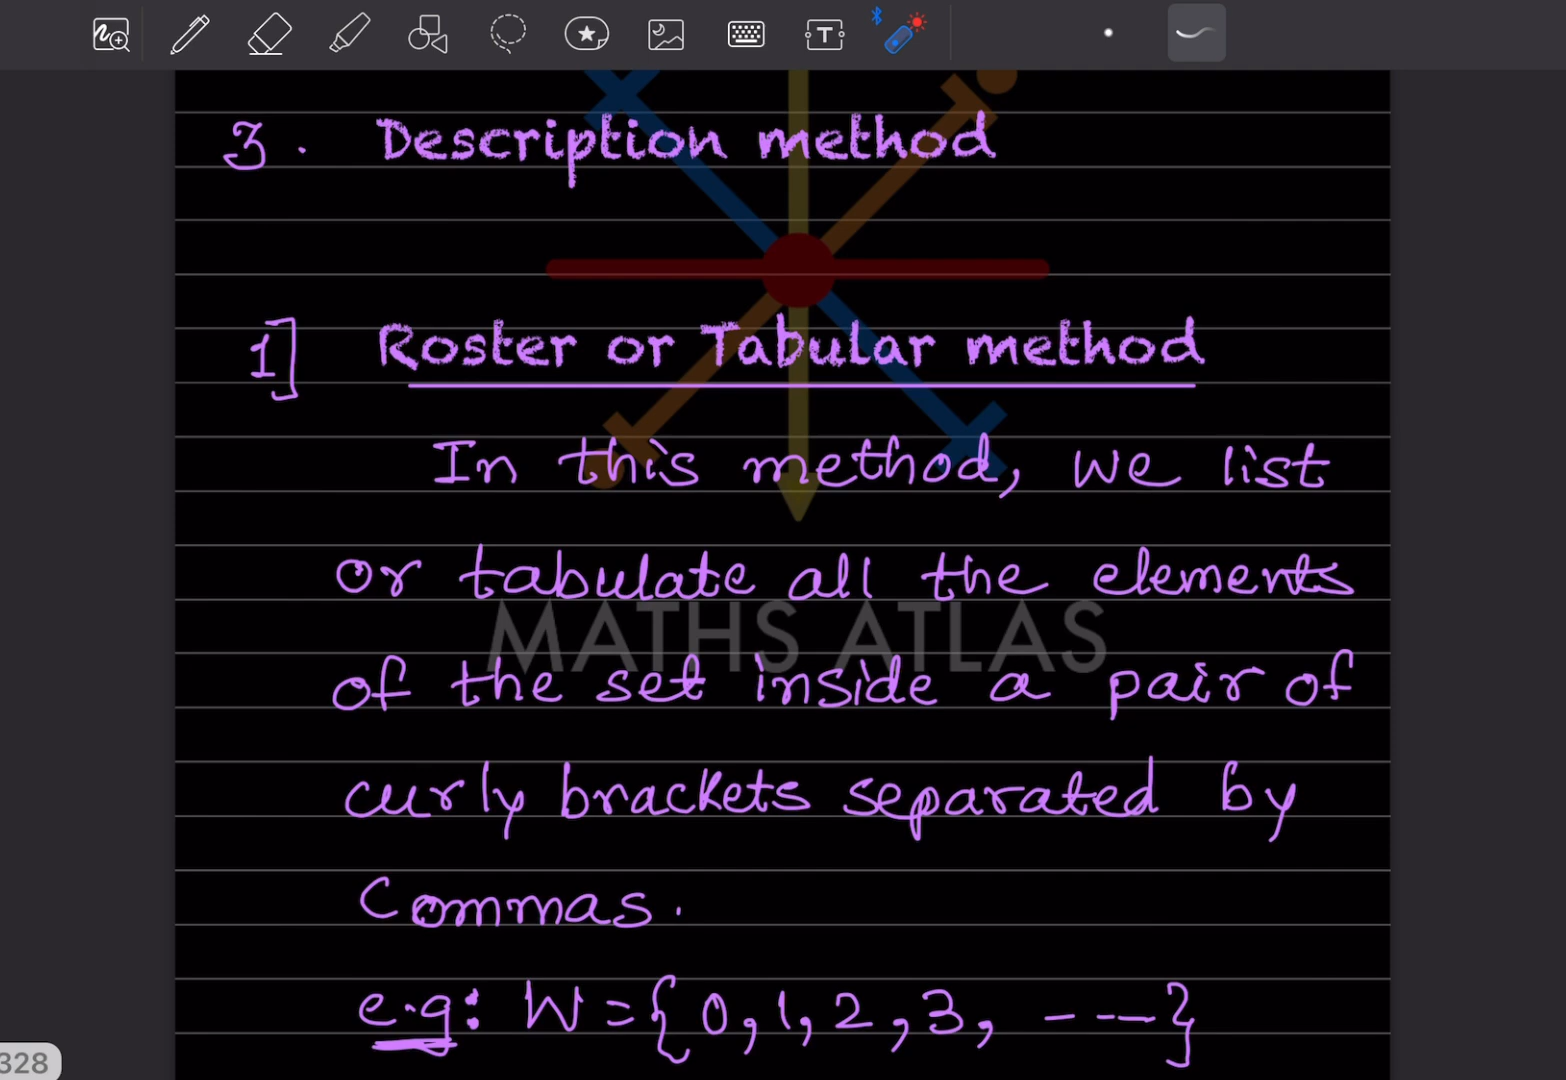 3. Description method
1] Roster or Tabular method
In this method, we list
or tabulate all the elements
MATHS ATLAS
of the set inside a pair of
curly brackets separated by
Commas.
e.g: W = {0, 1, 2, 3, - - -}
328